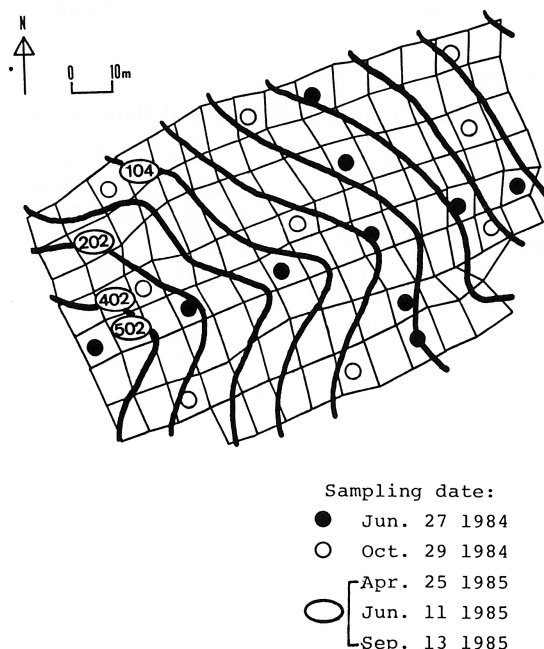 N
0 10m
104
202
402
502
Sampling date:
Jun. 27 1984
Oct. 29 1984
Apr. 25 1985
Jun. 11 1985
Sep. 13 1985